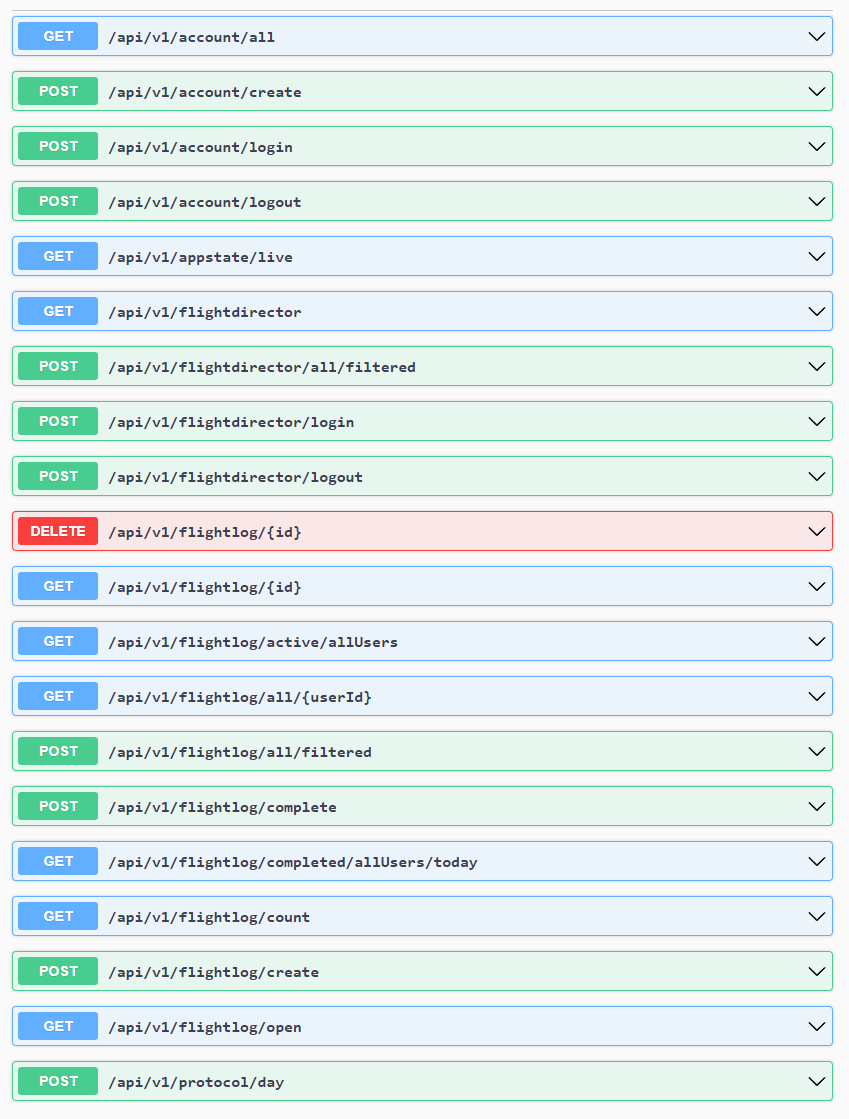 GET /api/v1/account/all
POST /api/v1/account/create
POST /api/v1/account/login
POST /api/v1/account/logout
GET /api/v1/appstate/live
GET /api/v1/flightdirector
POST /api/v1/flightdirector/all/filtered
POST /api/v1/flightdirector/login
POST /api/v1/flightdirector/logout
DELETE /api/v1/flightlog/{id}
GET /api/v1/flightlog/{id}
GET /api/v1/flightlog/active/allUsers
GET /api/v1/flightlog/all/{userId}
POST /api/v1/flightlog/all/filtered
POST /api/v1/flightlog/complete
GET /api/v1/flightlog/completed/allUsers/today
GET /api/v1/flightlog/count
POST /api/v1/flightlog/create
GET /api/v1/flightlog/open
POST /api/v1/protocol/day